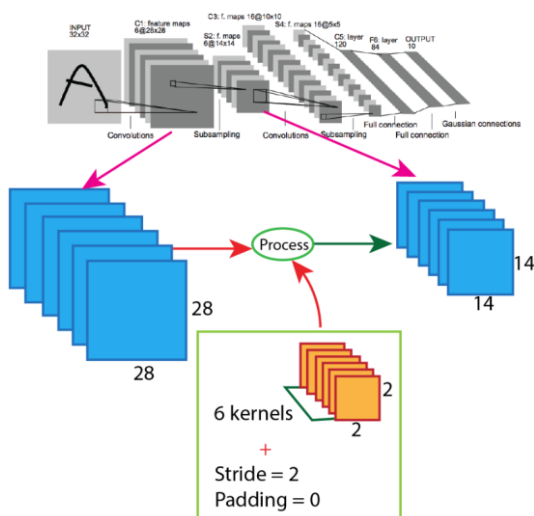 INPUT
32x32
C1: feature maps
6@28x28
S2: f. maps
6@14x14
C3: f. maps 16@10x10
S4: f. maps 16@5x5
C5: layer
120
F6: layer
84
OUTPUT
10
Convolutions
Subsampling
Convolutions
Subsampling
Full connection
Full connection
Gaussian connections
28
28
Process
14
14
6 kernels
2
2
+
Stride = 2
Padding = 0